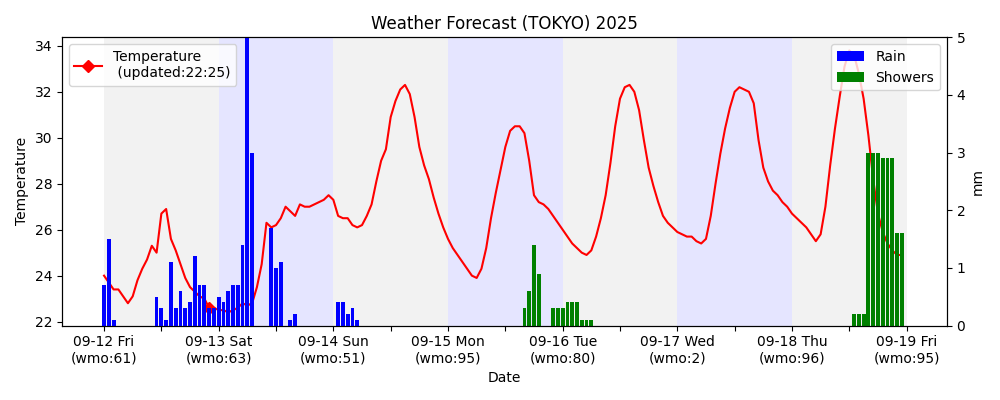 Weather Forecast (TOKYO) 2025
Temperature
(updated:22:25)
Rain
Showers
34
32
30
28
26
24
22
Temperature
5
4
3
2
1
0
mm
09-12 Fri
(wmo:61)
09-13 Sat
(wmo:63)
09-14 Sun
(wmo:51)
09-15 Mon
(wmo:95)
09-16 Tue
(wmo:80)
09-17 Wed
(wmo:2)
09-18 Thu
(wmo:96)
09-19 Fri
(wmo:95)
Date